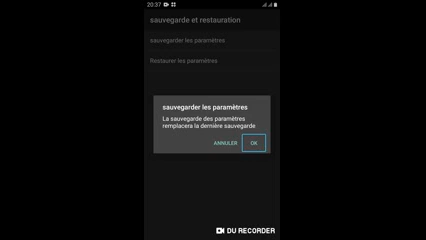 20:37
sauvegarde et restauration
sauvegarder les paramètres
Restaurer les paramètres
sauvegarder les paramètres
La sauvegarde des paramètres
remplacera la dernière sauvegarde
ANNULER OK
DU RECORDER